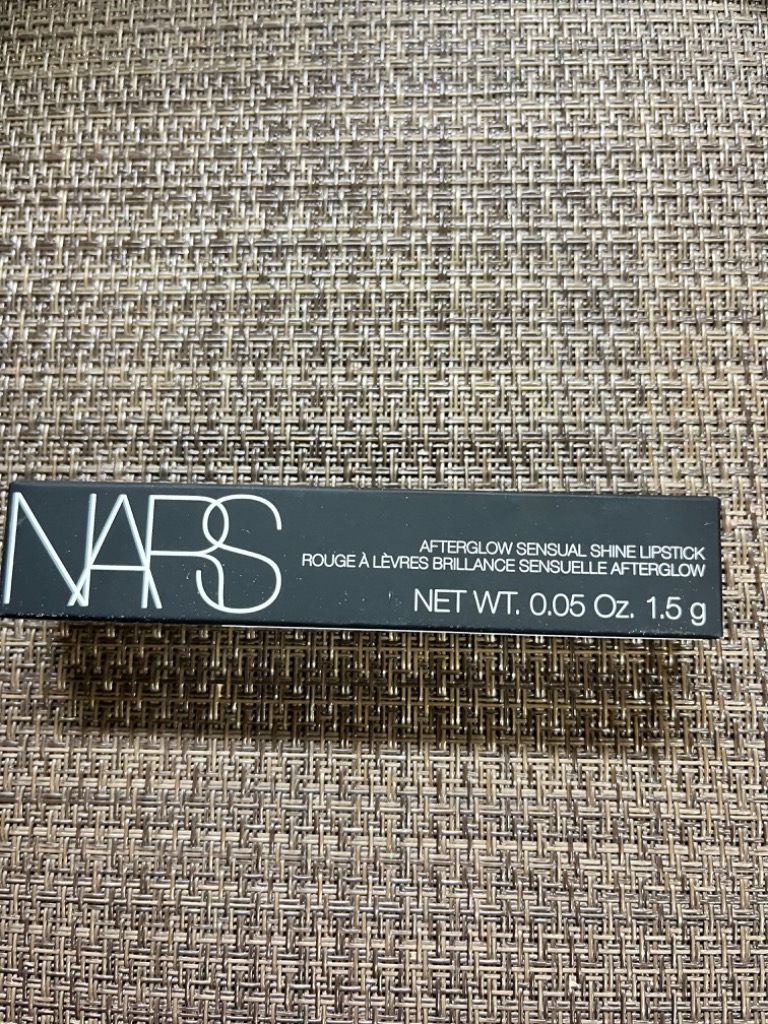 NARS
AFTERGLOW SENSUAL SHINE LIPSTICK
ROUGE À LÈVRES BRILLANCE SENSUELLE AFTERGLOW
NET WT. 0.05 Oz. 1.5 g